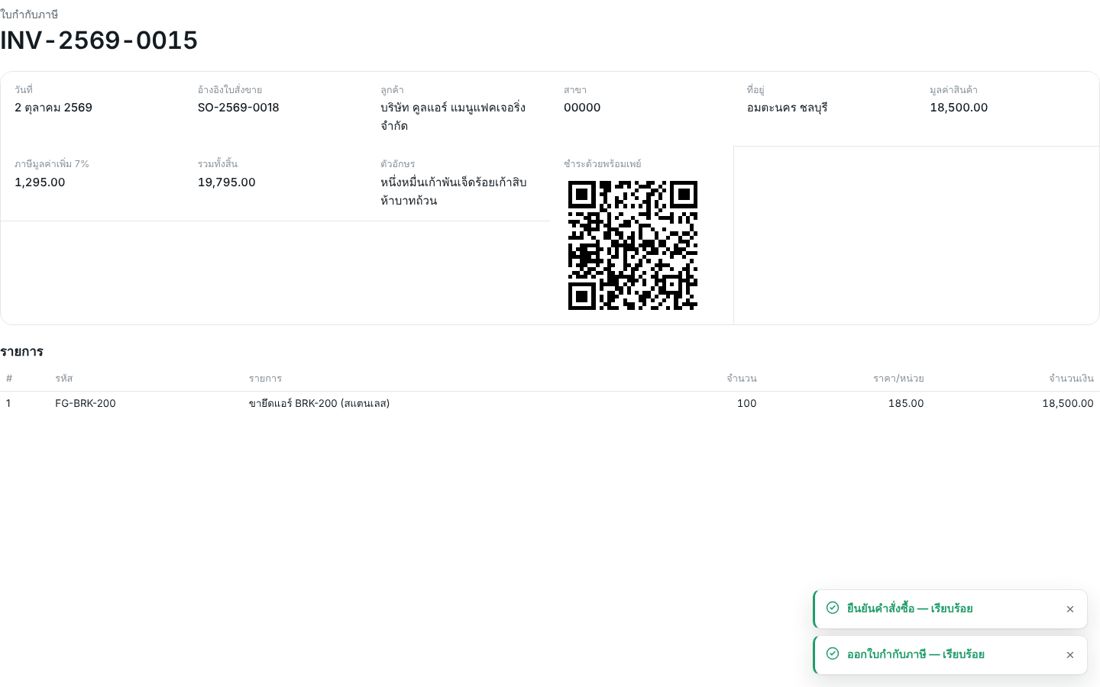 ใบกำกับภาษี
INV-2569-0015
วันที่
2 ตุลาคม 2569
อ้างอิงใบสั่งขาย
SO-2569-0018
ลูกค้า
บริษัท คูลแอร์ แมนูแฟคเจอริ่ง
จำกัด
สาขา
00000
ที่อยู่
อมตะนคร ชลบุรี
มูลค่าสินค้า
18,500.00
ภาษีมูลค่าเพิ่ม 7%
1,295.00
รวมทั้งสิ้น
19,795.00
ตัวอักษร
หนึ่งหมื่นเก้าพันเจ็ดร้อยเก้าสิบ
ห้าบาทถ้วน
ชำระด้วยพร้อมเพย์
รายการ
# รหัส รายการ จำนวน ราคา/หน่วย จำนวนเงิน
1 FG-BRK-200 ขายึดแอร์ BRK-200 (สแตนเลส) 100 185.00 18,500.00
ยืนยันคำสั่งซื้อ — เรียบร้อย
ออกใบกำกับภาษี — เรียบร้อย